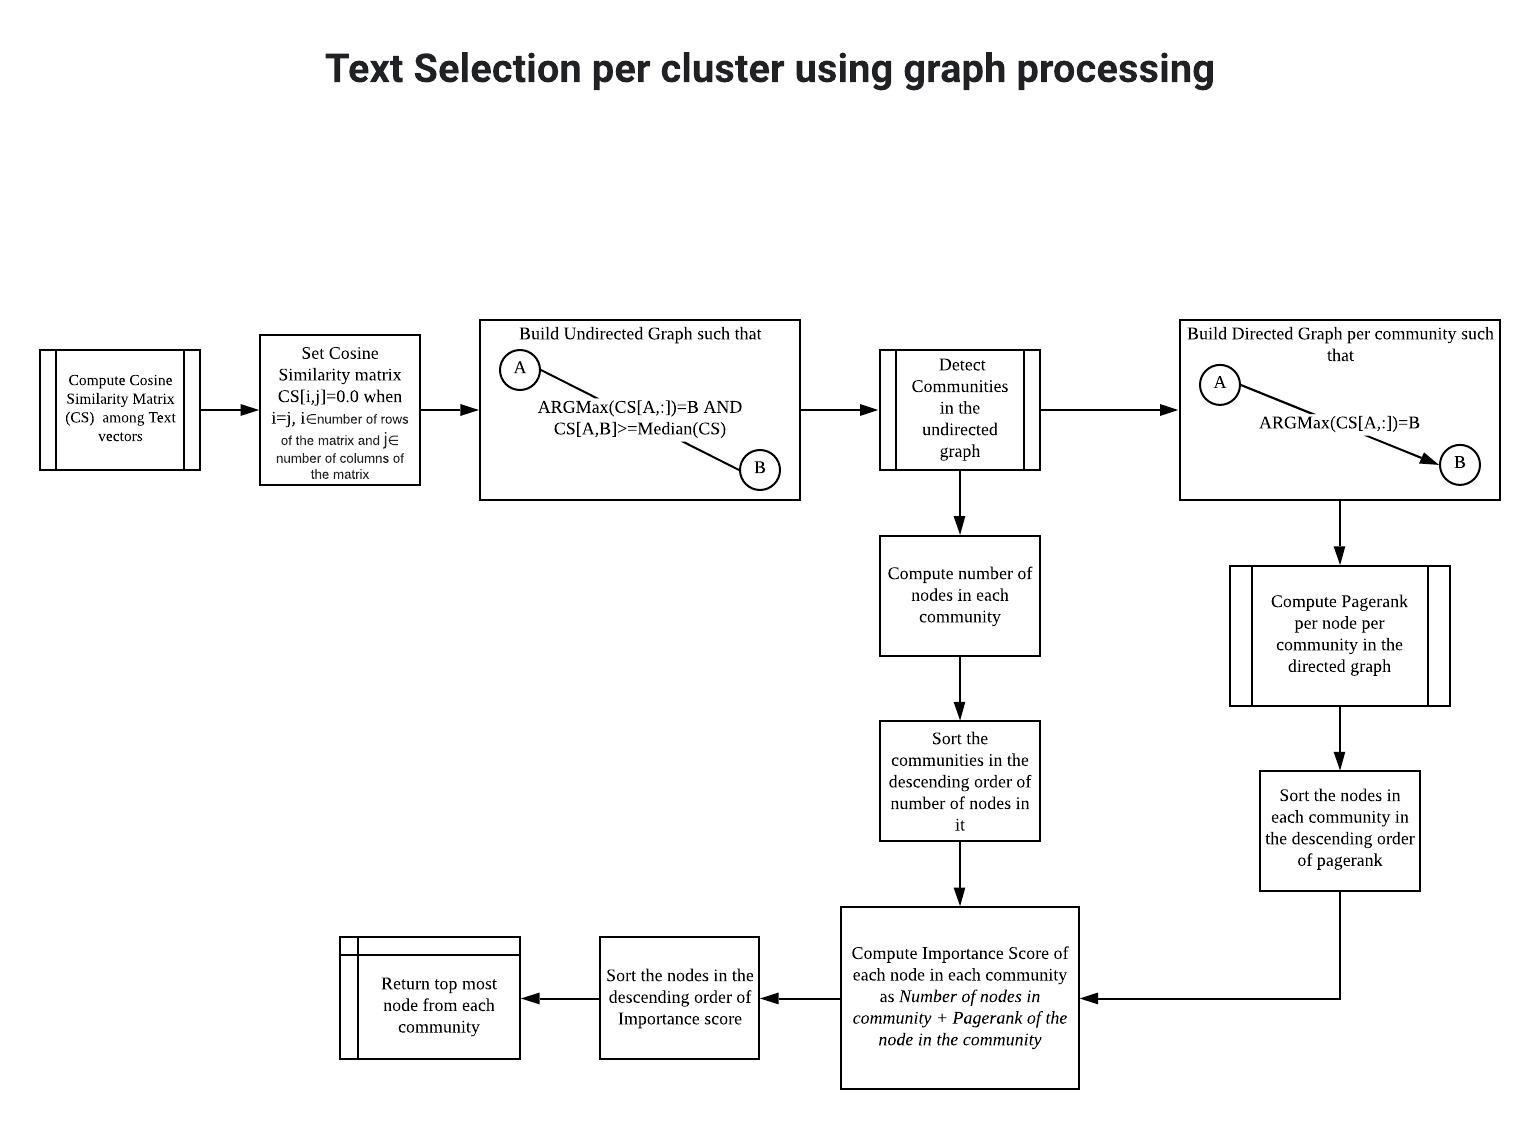 Text Selection per cluster using graph processing
Compute Cosine
Similarity Matrix
(CS)  among Text
vectors
Set Cosine
Similarity matrix
CS[i,j]=0.0 when
i=j, i∈number of rows
of the matrix and j∈
number of columns of
the matrix
Build Undirected Graph such that
A
ARGMax(CS[A,:])=B AND
CS[A,B]>=Median(CS)
B
Detect
Communities
in the
undirected
graph
Build Directed Graph per community such
that
A
ARGMax(CS[A,:])=B
B
Compute number of
nodes in each
community
Compute Pagerank
per node per
community in the
directed graph
Sort the
communities in the
descending order of
number of nodes in
it
Sort the nodes in
each community in
the descending order
of pagerank
Compute Importance Score of
each node in each community
as Number of nodes in
community + Pagerank of the
node in the community
Sort the nodes in the
descending order of
Importance score
Return top most
node from each
community